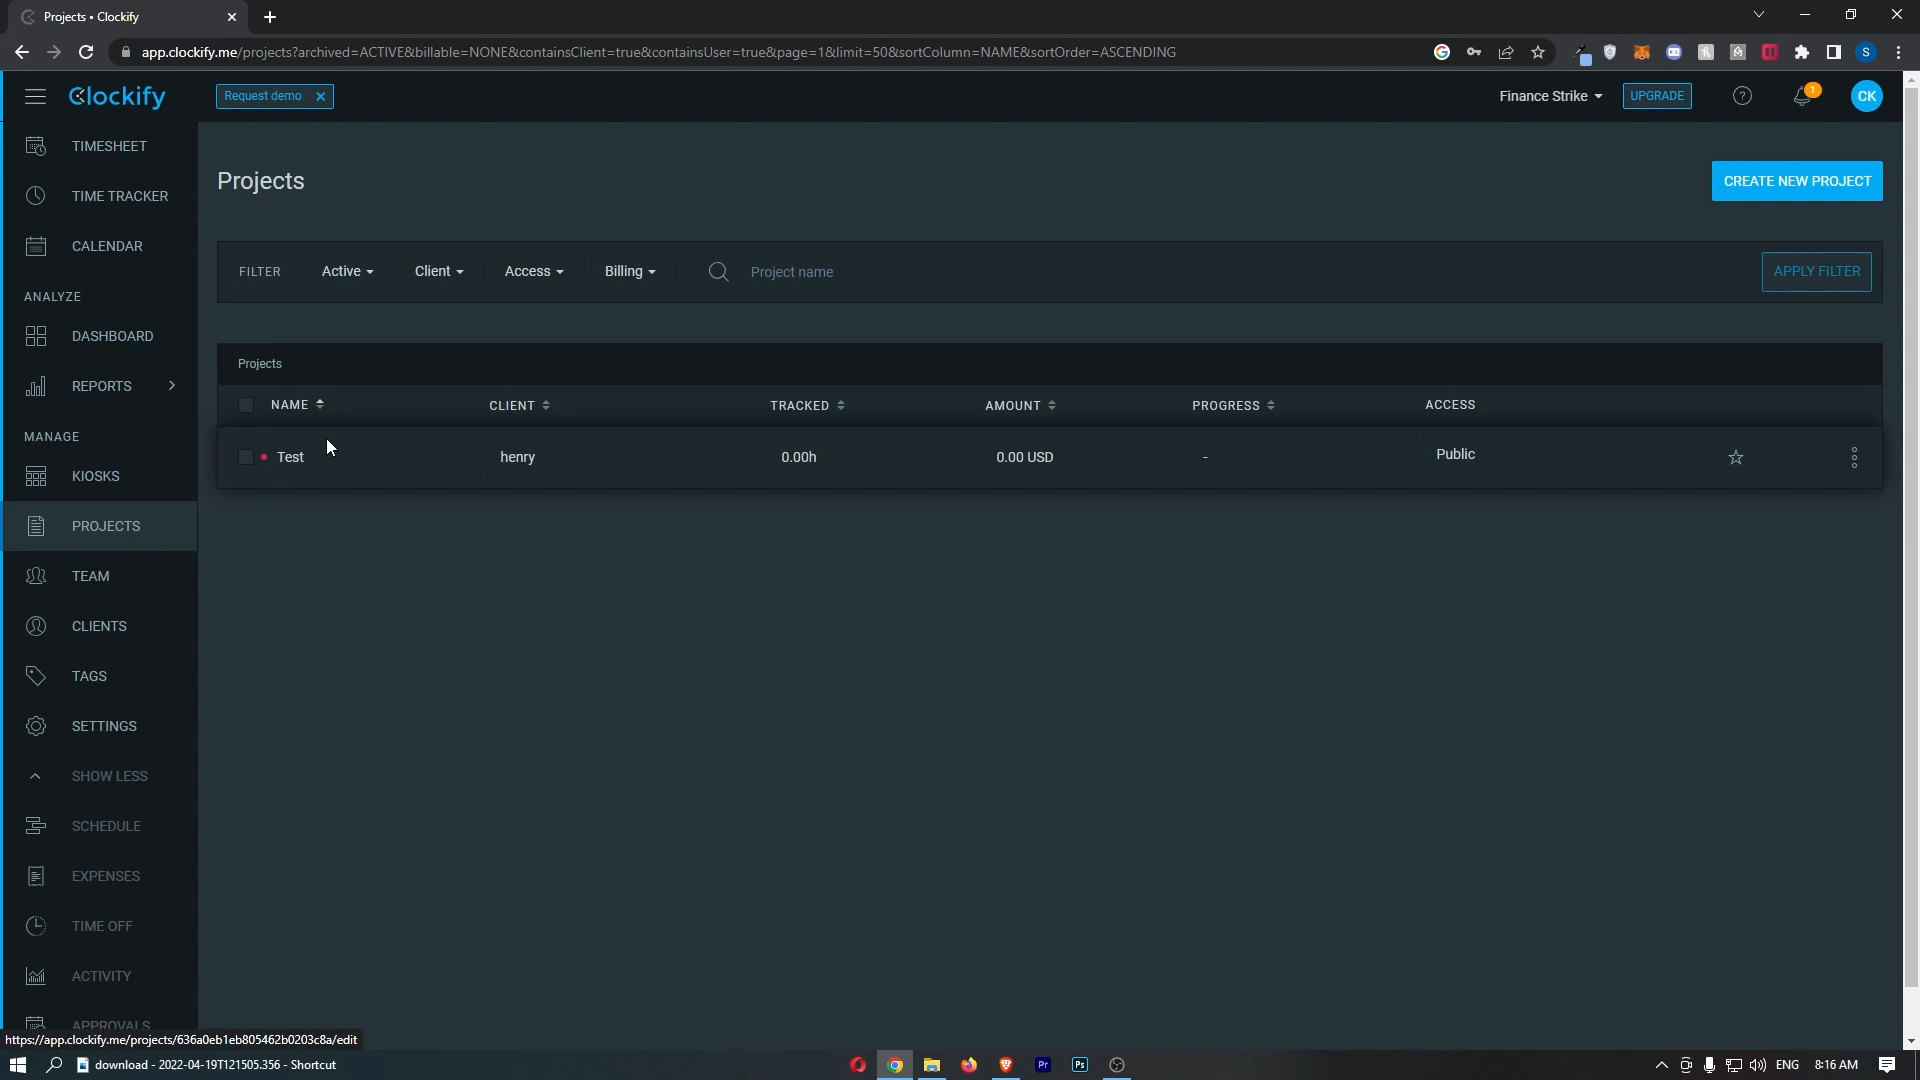 Projects • Clockify
app.clockify.me/projects?archived=ACTIVE&billable=NONE&containsClient=true&containsUser=true&page=1&limit=50&sortColumn=NAME&sortOrder=ASCENDING
S
Clockify
Request demo
Finance Strike
UPGRADE
1
CK
TIMESHEET
TIME TRACKER
CALENDAR
ANALYZE
DASHBOARD
REPORTS
MANAGE
KIOSKS
PROJECTS
TEAM
CLIENTS
TAGS
SETTINGS
SHOW LESS
SCHEDULE
EXPENSES
TIME OFF
ACTIVITY
APPROVALS
Projects
CREATE NEW PROJECT
FILTER Active Client Access Billing Project name APPLY FILTER
Projects
NAME CLIENT TRACKED AMOUNT PROGRESS ACCESS
Test henry 0.00h 0.00 USD - Public
https://app.clockify.me/projects/636a0eb1eb805462b0203c8a/edit
download - 2022-04-19T121505.356 - Shortcut
Pr
Ps
ENG
8:16 AM